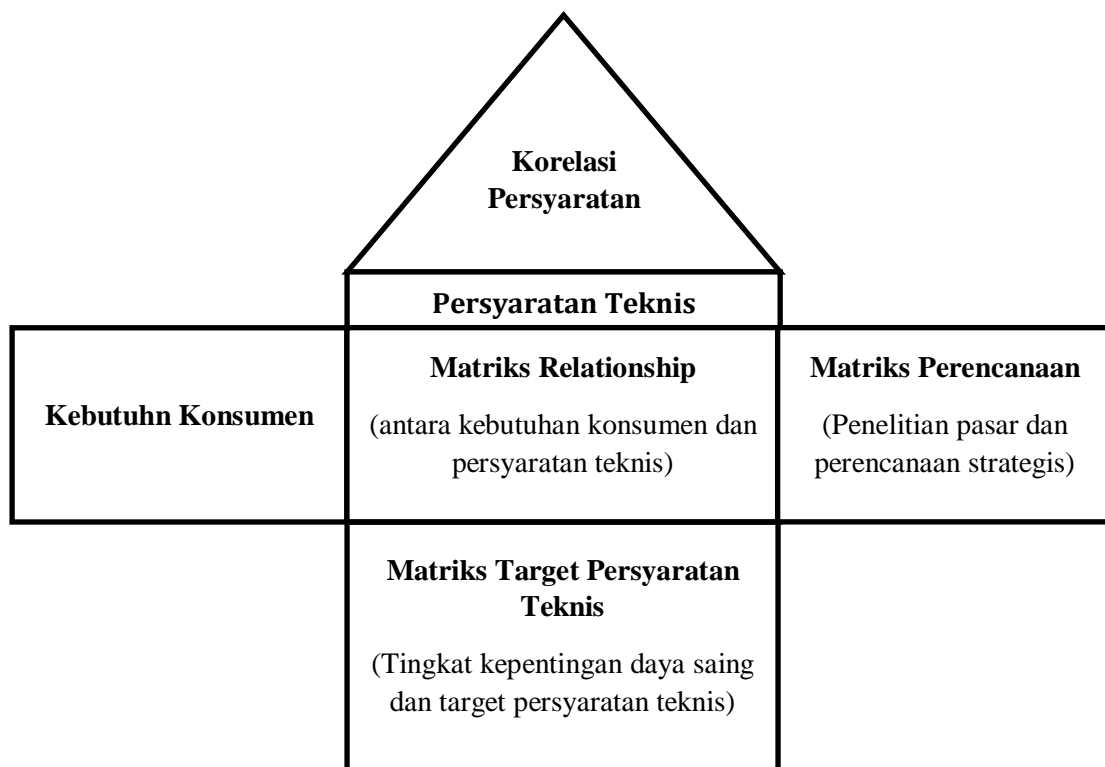 Korelasi
Persyaratan
Persyaratan Teknis
Kebutuhn Konsumen
Matriks Relationship
(antara kebutuhan konsumen dan
persyaratan teknis)
Matriks Perencanaan
(Penelitian pasar dan
perencanaan strategis)
Matriks Target Persyaratan
Teknis
(Tingkat kepentingan daya saing
dan target persyaratan teknis)